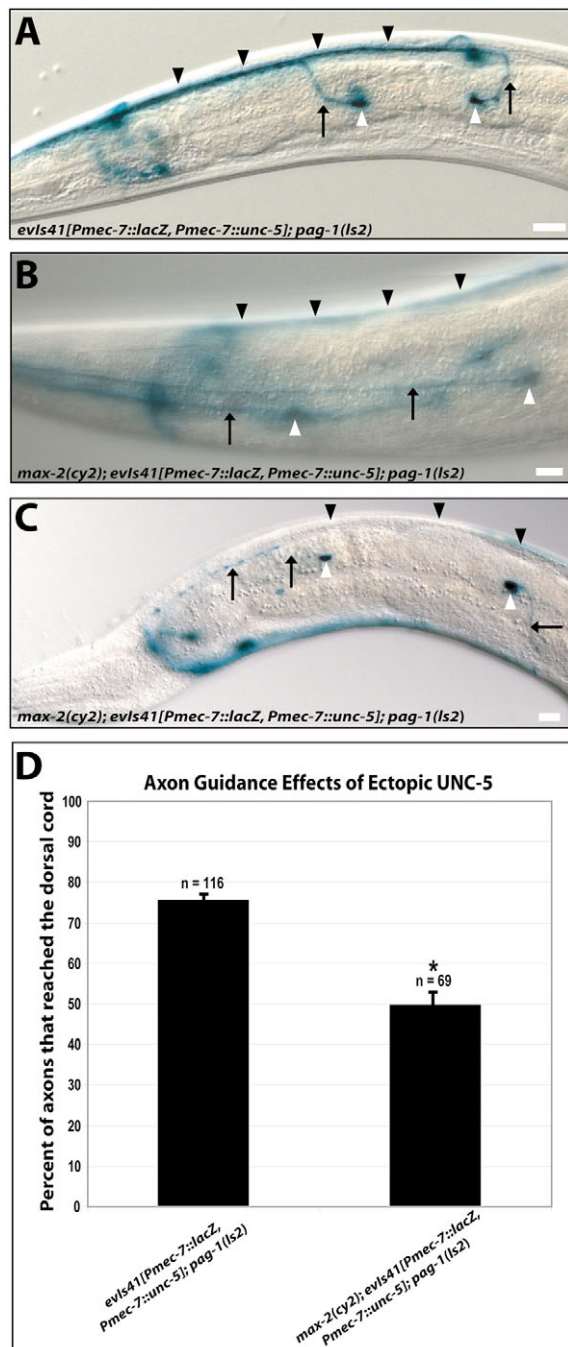 A
evIs41[Pmec-7::lacZ, Pmec-7::unc-5]; pag-1(ls2)
B
max-2(cy2); evIs41[Pmec-7::lacZ, Pmec-7::unc-5]; pag-1(ls2)
C
max-2(cy2); evIs41[Pmec-7::lacZ, Pmec-7::unc-5]; pag-1(ls2)
D
Axon Guidance Effects of Ectopic UNC-5
Percent of axons that reached the dorsal cord
100
90
80
70
60
50
40
30
20
10
0
n = 116
*
n = 69
evIs41[Pmec-7::lacZ,
Pmec-7::unc-5]; pag-1(ls2)
max-2(cy2); evIs41[Pmec-7::lacZ,
Pmec-7::unc-5]; pag-1(ls2)